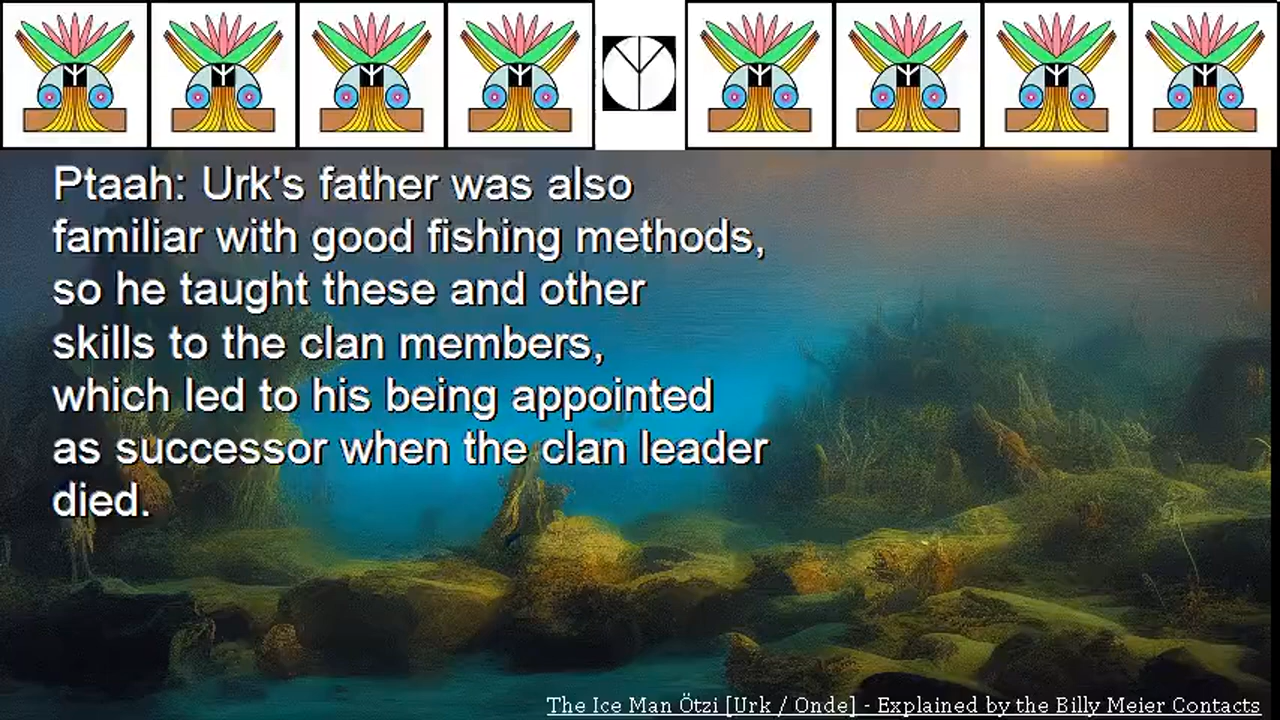 Ptaah: Urk's father was also
familiar with good fishing methods,
so he taught these and other
skills to the clan members,
which led to his being appointed
as successor when the clan leader
died.
The Ice Man Ötzi [Urk / Onde] - Explained by the Billy Meier Contacts